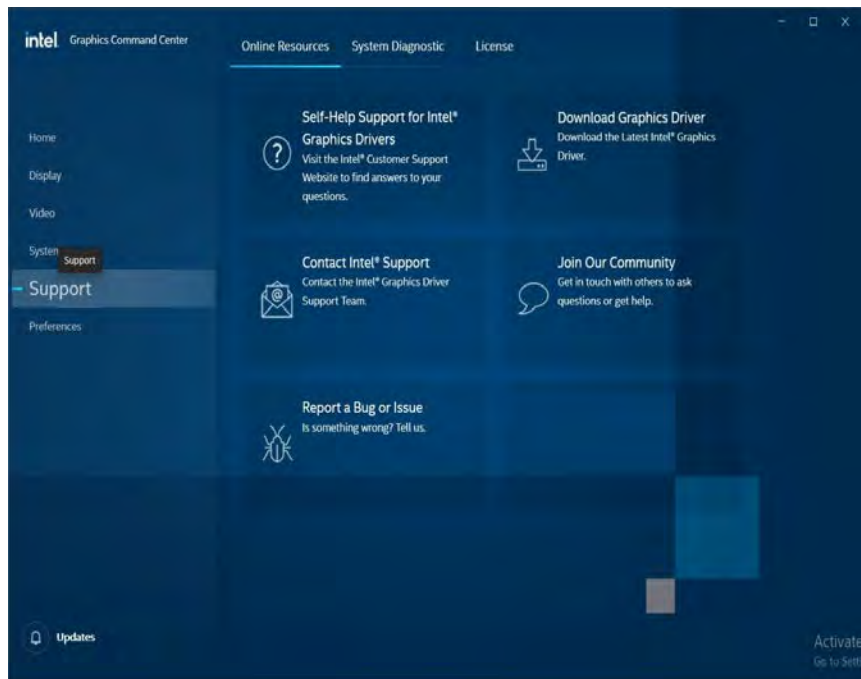 intel. Graphics Command Center
Online Resources System Diagnostic License
Home
Display
Video
System
Support
Support
Preferences
Self-Help Support for Intel®
Graphics Drivers
Visit the Intel® Customer Support
Website to find answers to your
questions.
Download Graphics Driver
Download the Latest Intel® Graphics
Driver.
Contact Intel® Support
Contact the Intel® Graphics Driver
Support Team.
Join Our Community
Get in touch with others to ask
questions or get help.
Report a Bug or Issue
Is something wrong? Tell us.
Updates
Activate
Go to Sett